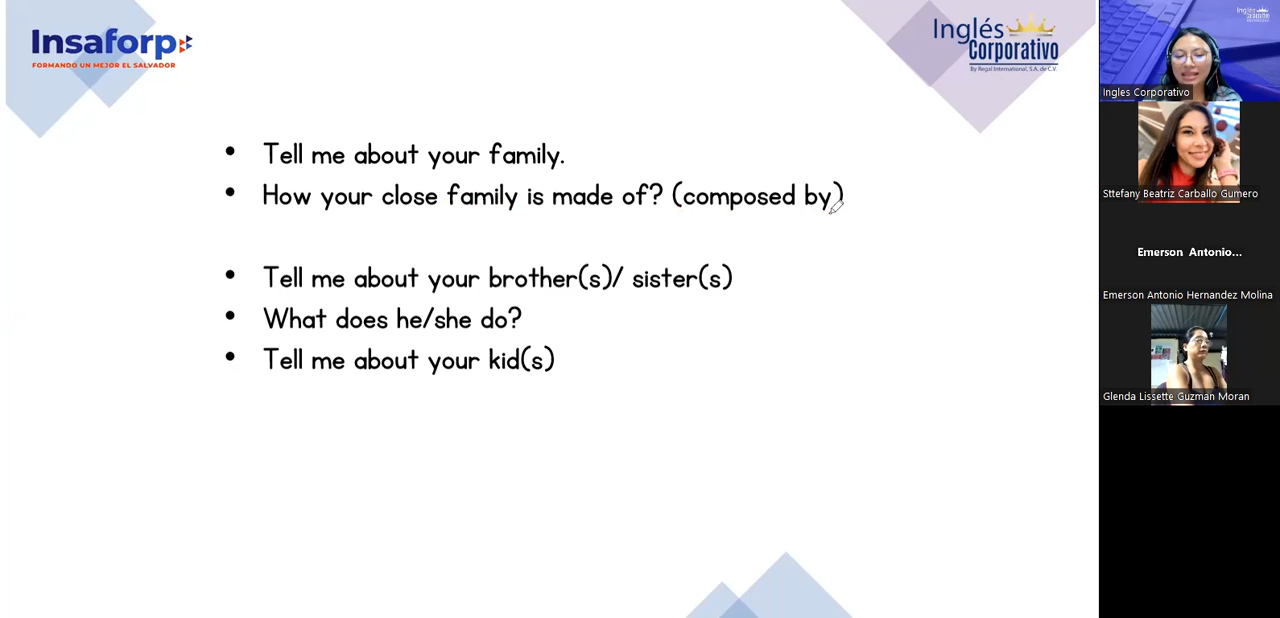 Insaforp
FORMANDO UN MEJOR EL SALVADOR
Inglés
Corporativo
By Regal International, S.A. de C.V.
• Tell me about your family.
• How your close family is made of? (composed by)
• Tell me about your brother(s)/ sister(s)
• What does he/she do?
• Tell me about your kid(s)
Inglés
Ingles Corporativo
Sttefany Beatriz Carballo Gumero
Emerson Antonio...
Emerson Antonio Hernandez Molina
Glenda Lissette Guzman Moran